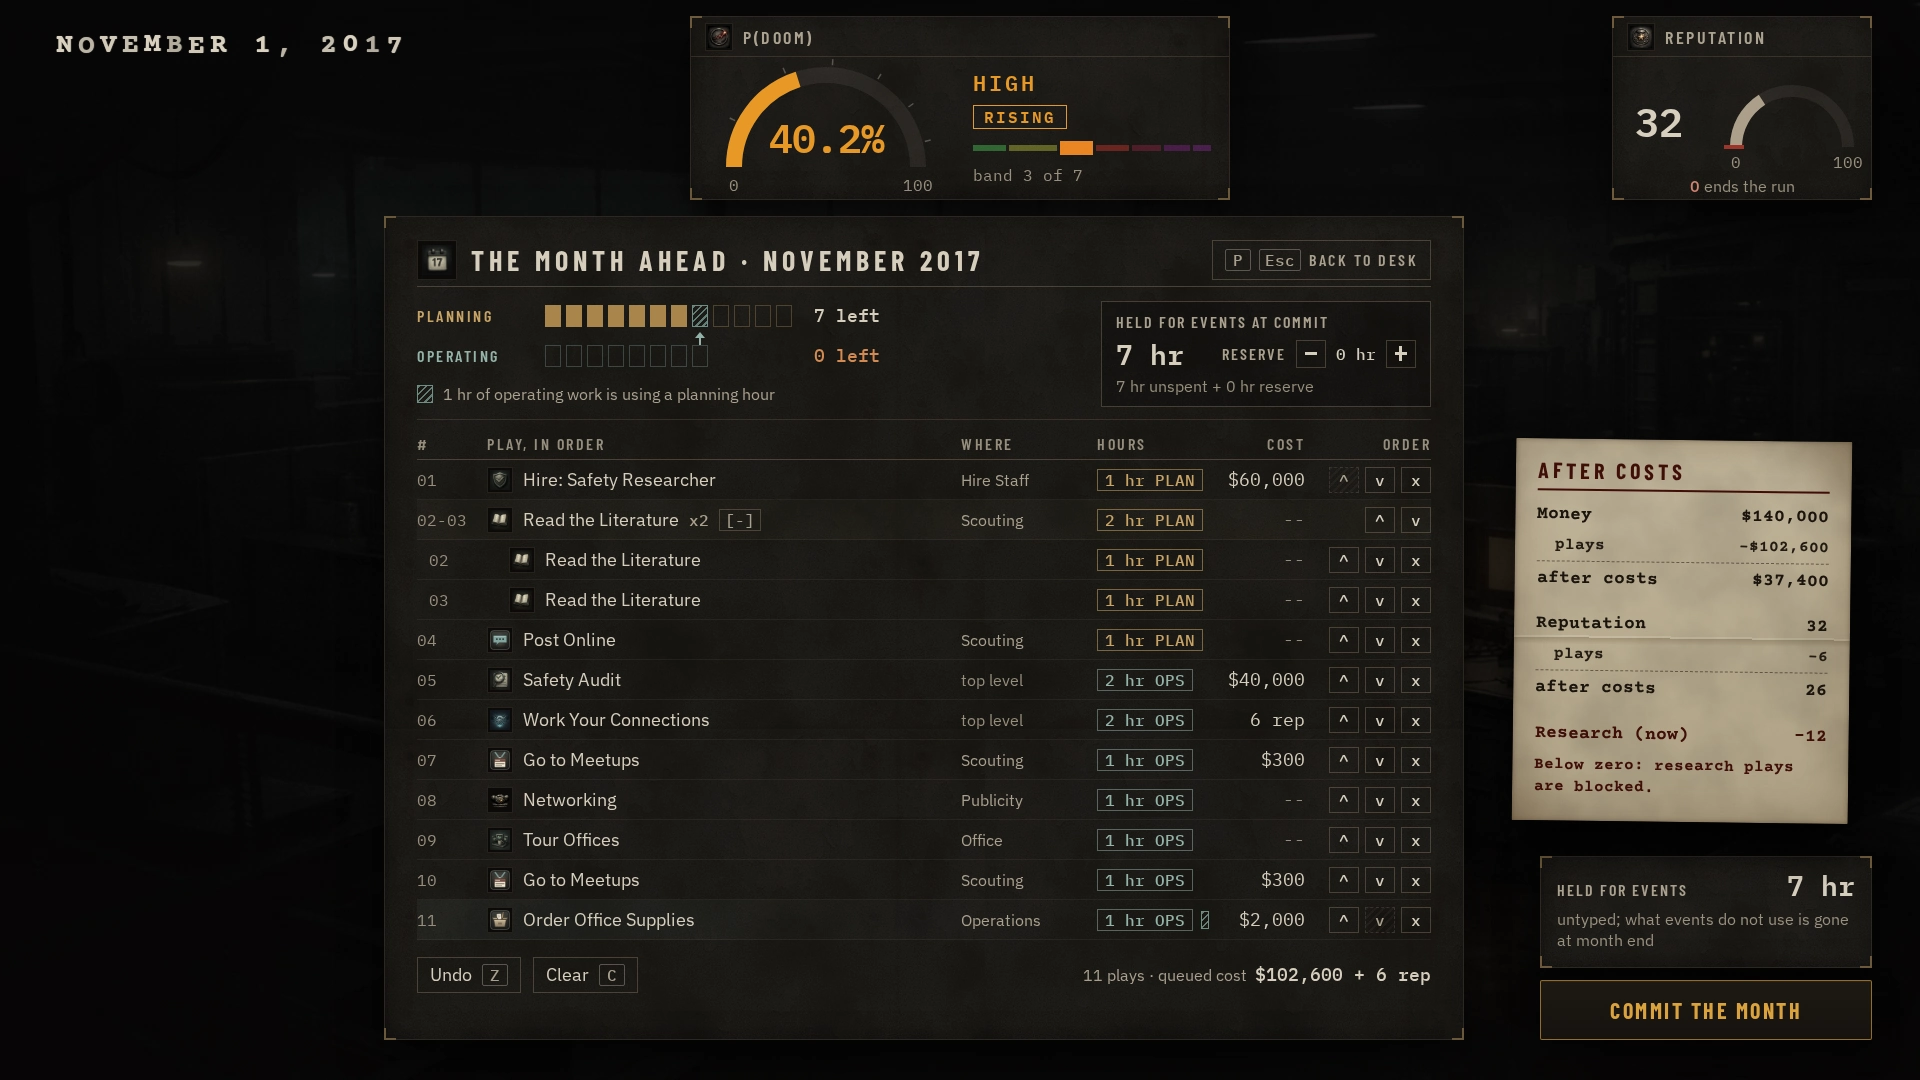 NOVEMBER 1, 2017
P(DOOM)
40.2%
0 100
HIGH
RISING
band 3 of 7
REPUTATION
32
0 100
0 ends the run
17
THE MONTH AHEAD · NOVEMBER 2017
P Esc BACK TO DESK
PLANNING 7 left
OPERATING 0 left
1 hr of operating work is using a planning hour
HELD FOR EVENTS AT COMMIT
7 hr RESERVE − 0 hr +
7 hr unspent + 0 hr reserve
# PLAY, IN ORDER WHERE HOURS COST ORDER
01 Hire: Safety Researcher Hire Staff 1 hr PLAN $60,000 ^ v x
02-03 Read the Literature x2 [-] Scouting 2 hr PLAN -- ^ v
02 Read the Literature 1 hr PLAN -- ^ v x
03 Read the Literature 1 hr PLAN -- ^ v x
04 Post Online Scouting 1 hr PLAN -- ^ v x
05 Safety Audit top level 2 hr OPS $40,000 ^ v x
06 Work Your Connections top level 2 hr OPS 6 rep ^ v x
07 Go to Meetups Scouting 1 hr OPS $300 ^ v x
08 Networking Publicity 1 hr OPS -- ^ v x
09 Tour Offices Office 1 hr OPS -- ^ v x
10 Go to Meetups Scouting 1 hr OPS $300 ^ v x
11 Order Office Supplies Operations 1 hr OPS $2,000 ^ v x
Undo Z Clear C
11 plays · queued cost $102,600 + 6 rep
AFTER COSTS
Money $140,000
plays -$102,600
after costs $37,400
Reputation 32
plays -6
after costs 26
Research (now) -12
Below zero: research plays
are blocked.
HELD FOR EVENTS 7 hr
untyped; what events do not use is gone
at month end
COMMIT THE MONTH